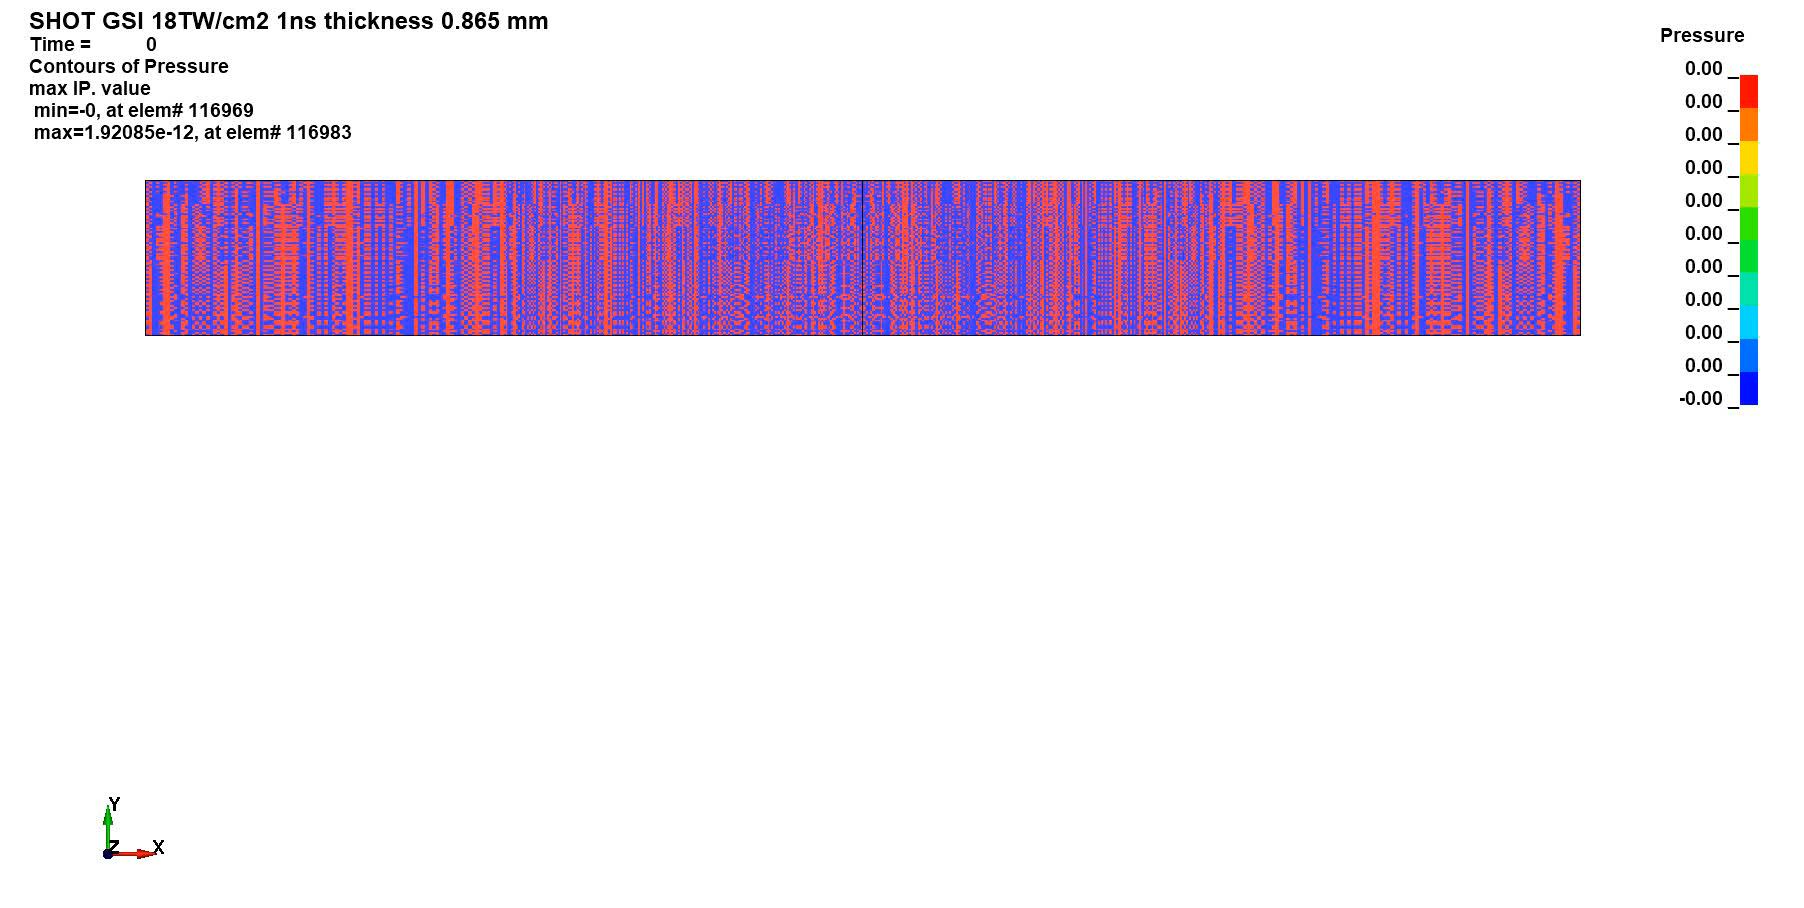 SHOT GSI 18TW/cm2 1ns thickness 0.865 mm
Time = 0
Contours of Pressure
max IP. value
min=-0, at elem# 116969
max=1.92085e-12, at elem# 116983
Pressure
0.00
0.00
0.00
0.00
0.00
0.00
0.00
0.00
0.00
0.00
-0.00
Y
Z
X